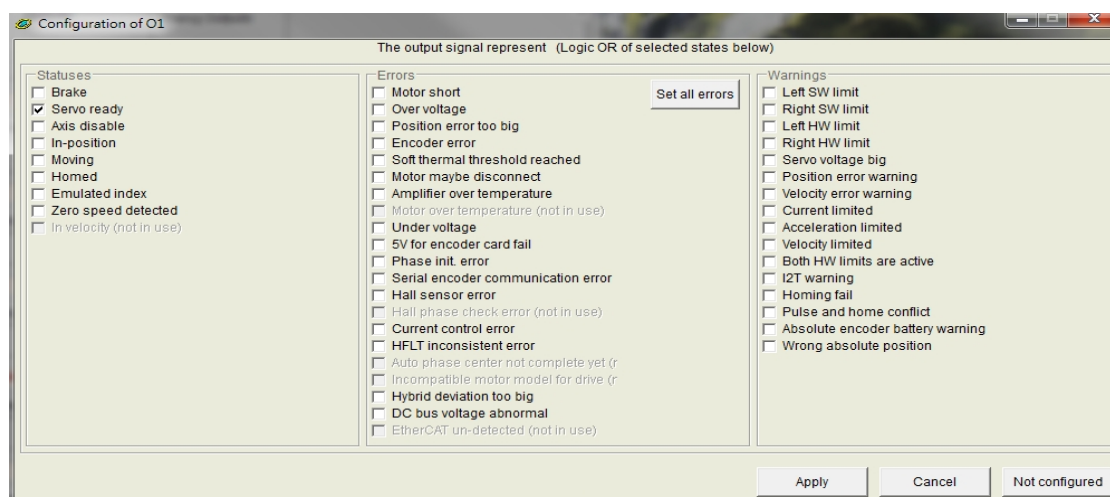 Configuration of O1
The output signal represent (Logic OR of selected states below)
Statuses
Brake
Servo ready
Axis disable
In-position
Moving
Homed
Emulated index
Zero speed detected
In velocity (not in use)
Errors
Set all errors
Motor short
Over voltage
Position error too big
Encoder error
Soft thermal threshold reached
Motor maybe disconnect
Amplifier over temperature
Motor over temperature (not in use)
Under voltage
5V for encoder card fail
Phase init. error
Serial encoder communication error
Hall sensor error
Hall phase check error (not in use)
Current control error
HFLT inconsistent error
Auto phase center not complete yet (r
Incompatible motor model for drive (r
Hybrid deviation too big
DC bus voltage abnormal
EtherCAT un-detected (not in use)
Warnings
Left SW limit
Right SW limit
Left HW limit
Right HW limit
Servo voltage big
Position error warning
Velocity error warning
Current limited
Acceleration limited
Velocity limited
Both HW limits are active
I2T warning
Homing fail
Pulse and home conflict
Absolute encoder battery warning
Wrong absolute position
Apply
Cancel
Not configured